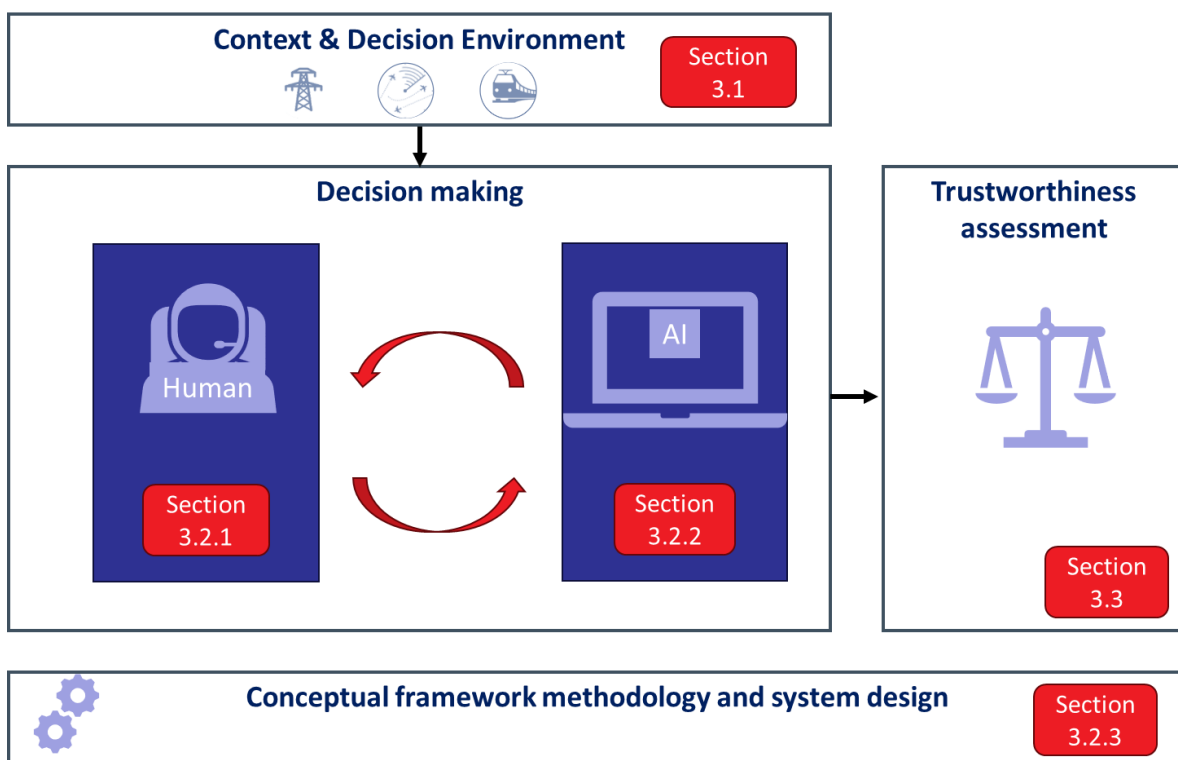 Context & Decision Environment
Section
3.1
Decision making
Human
Section
3.2.1
AI
Section
3.2.2
Trustworthiness
assessment
Section
3.3
Conceptual framework methodology and system design
Section
3.2.3